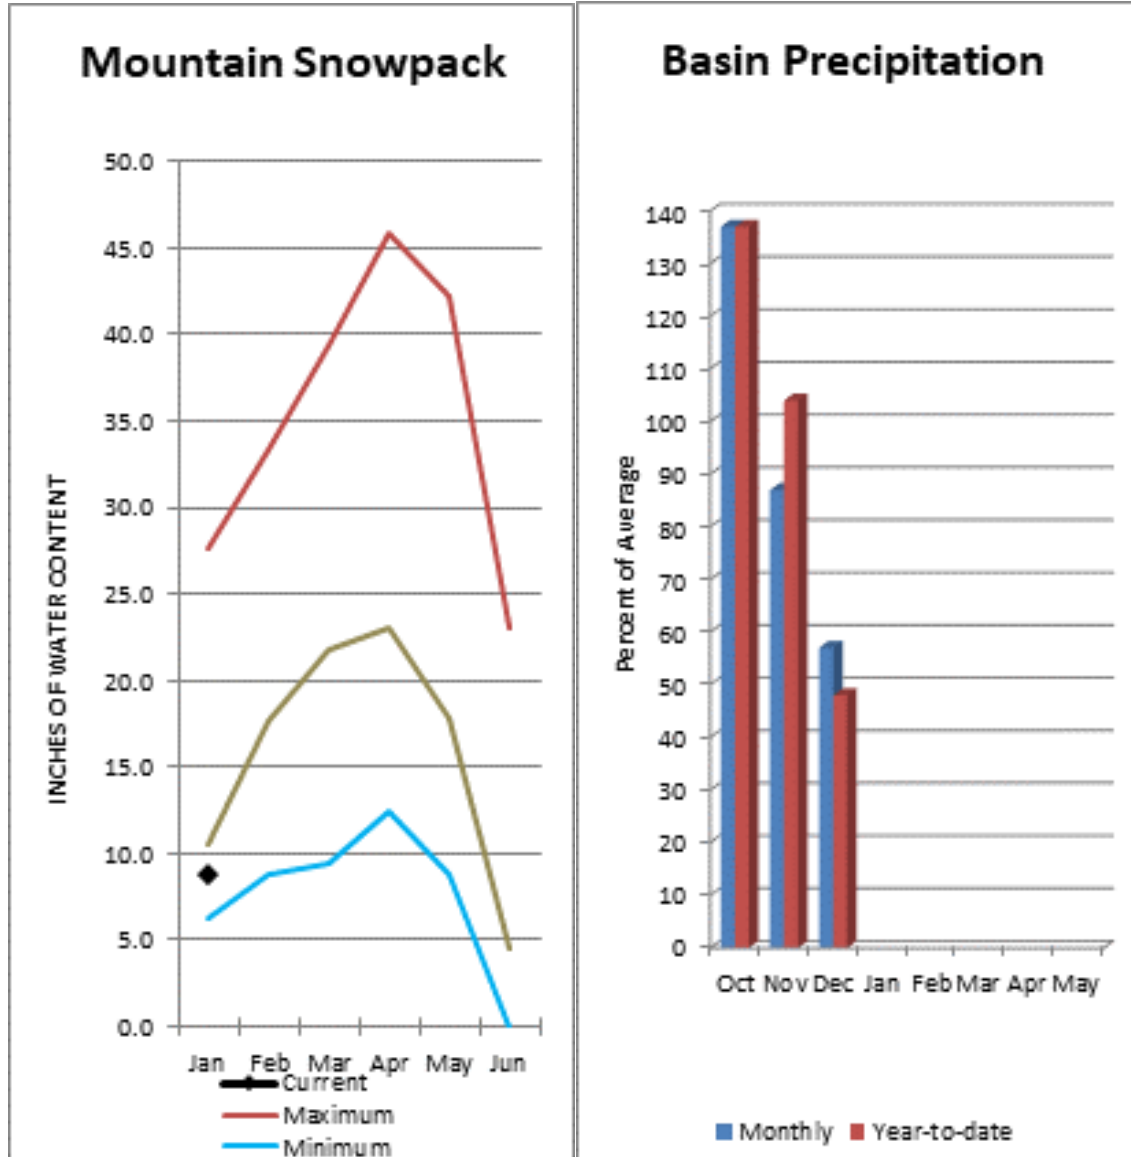 Mountain Snowpack
50.0
45.0
40.0
35.0
30.0
25.0
20.0
15.0
10.0
5.0
0.0
INCHES OF WATER CONTENT
Jan Feb Mar Apr May Jun
Current
Maximum
Minimum
Basin Precipitation
140
130
120
110
100
90
80
70
60
50
40
30
20
10
0
Percent of Average
Oct Nov Dec Jan Feb Mar Apr May
Monthly Year-to-date